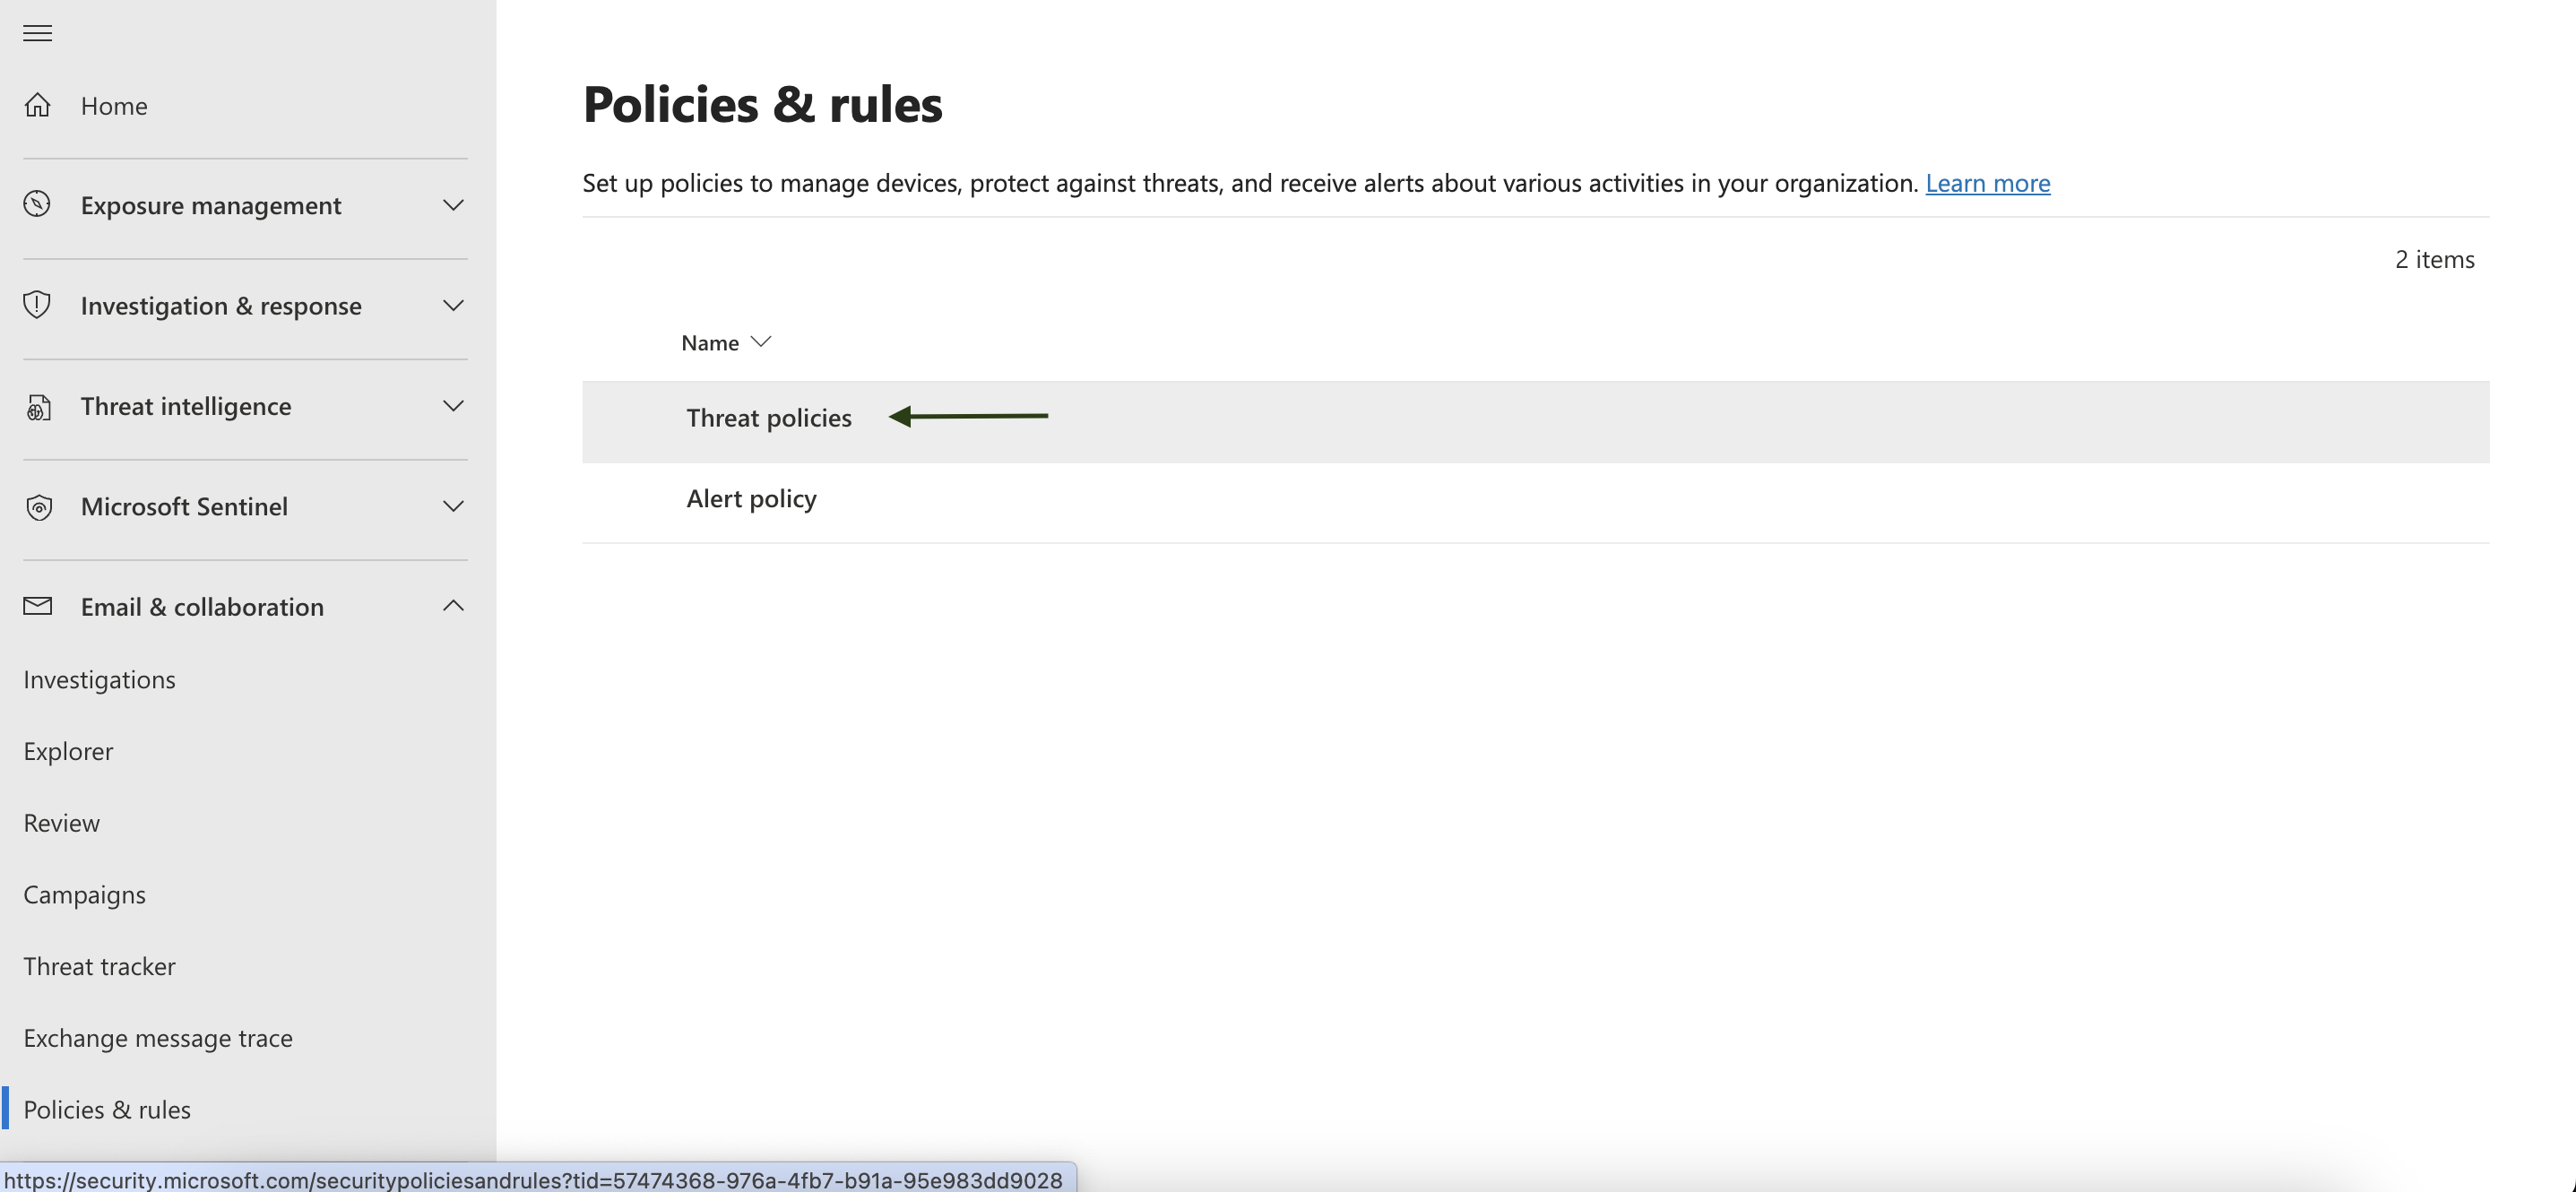 Home
Exposure management
Investigation & response
Threat intelligence
Microsoft Sentinel
Email & collaboration
Investigations
Explorer
Review
Campaigns
Threat tracker
Exchange message trace
Policies & rules
https://security.microsoft.com/securitypoliciesandrules?tid=57474368-976a-4fb7-b91a-95e983dd9028
Policies & rules
Set up policies to manage devices, protect against threats, and receive alerts about various activities in your organization. Learn more
2 items
Name
Threat policies
Alert policy